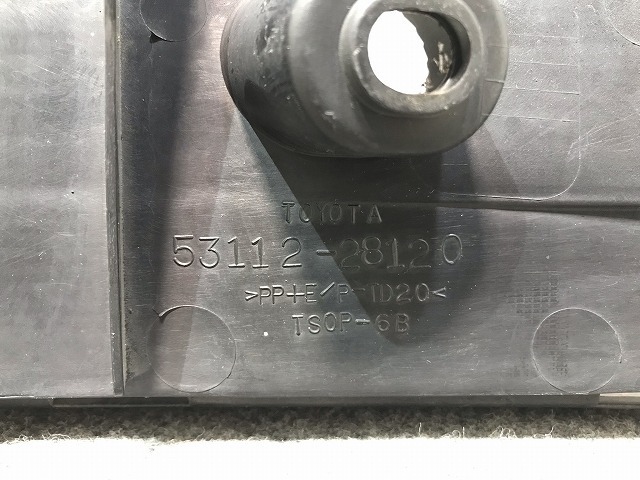 TOYOTA
53112-28120
>PP+E/P-TD20<
TSOP-6B